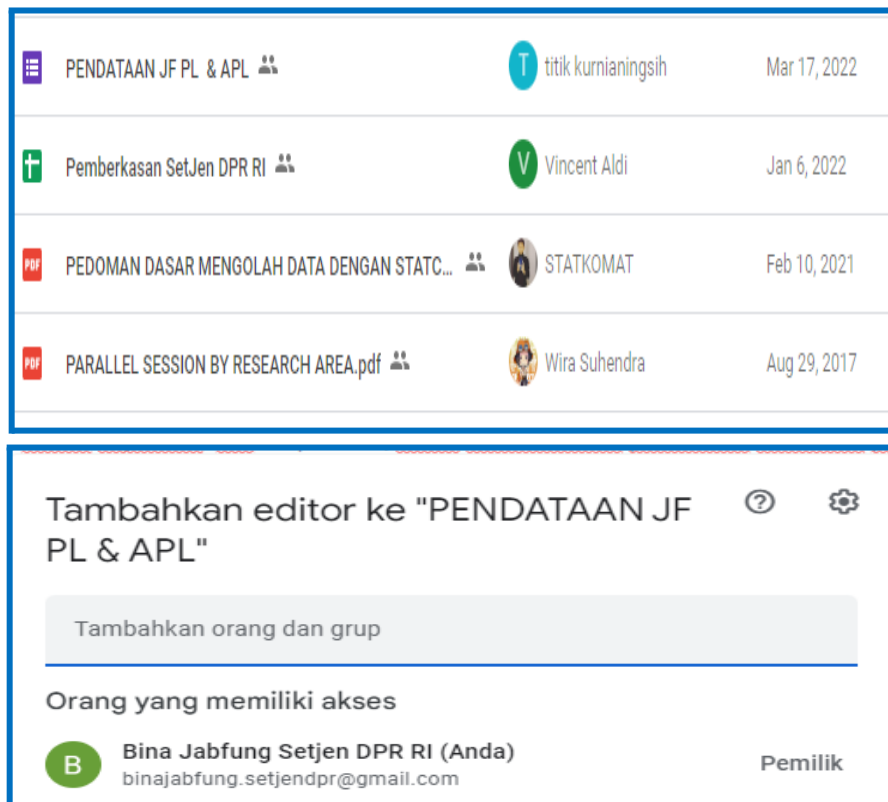 PENDATAAN JF PL & APL T titik kurnianingsih Mar 17, 2022
Pemberkasan SetJen DPR RI V Vincent Aldi Jan 6, 2022
PDF PEDOMAN DASAR MENGOLAH DATA DENGAN STATC... STATKOMAT Feb 10, 2021
PDF PARALLEL SESSION BY RESEARCH AREA.pdf Wira Suhendra Aug 29, 2017
Tambahkan editor ke "PENDATAAN JF
PL & APL"
Tambahkan orang dan grup
Orang yang memiliki akses
B Bina Jabfung Setjen DPR RI (Anda) Pemilik
binajabfung.setjendpr@gmail.com